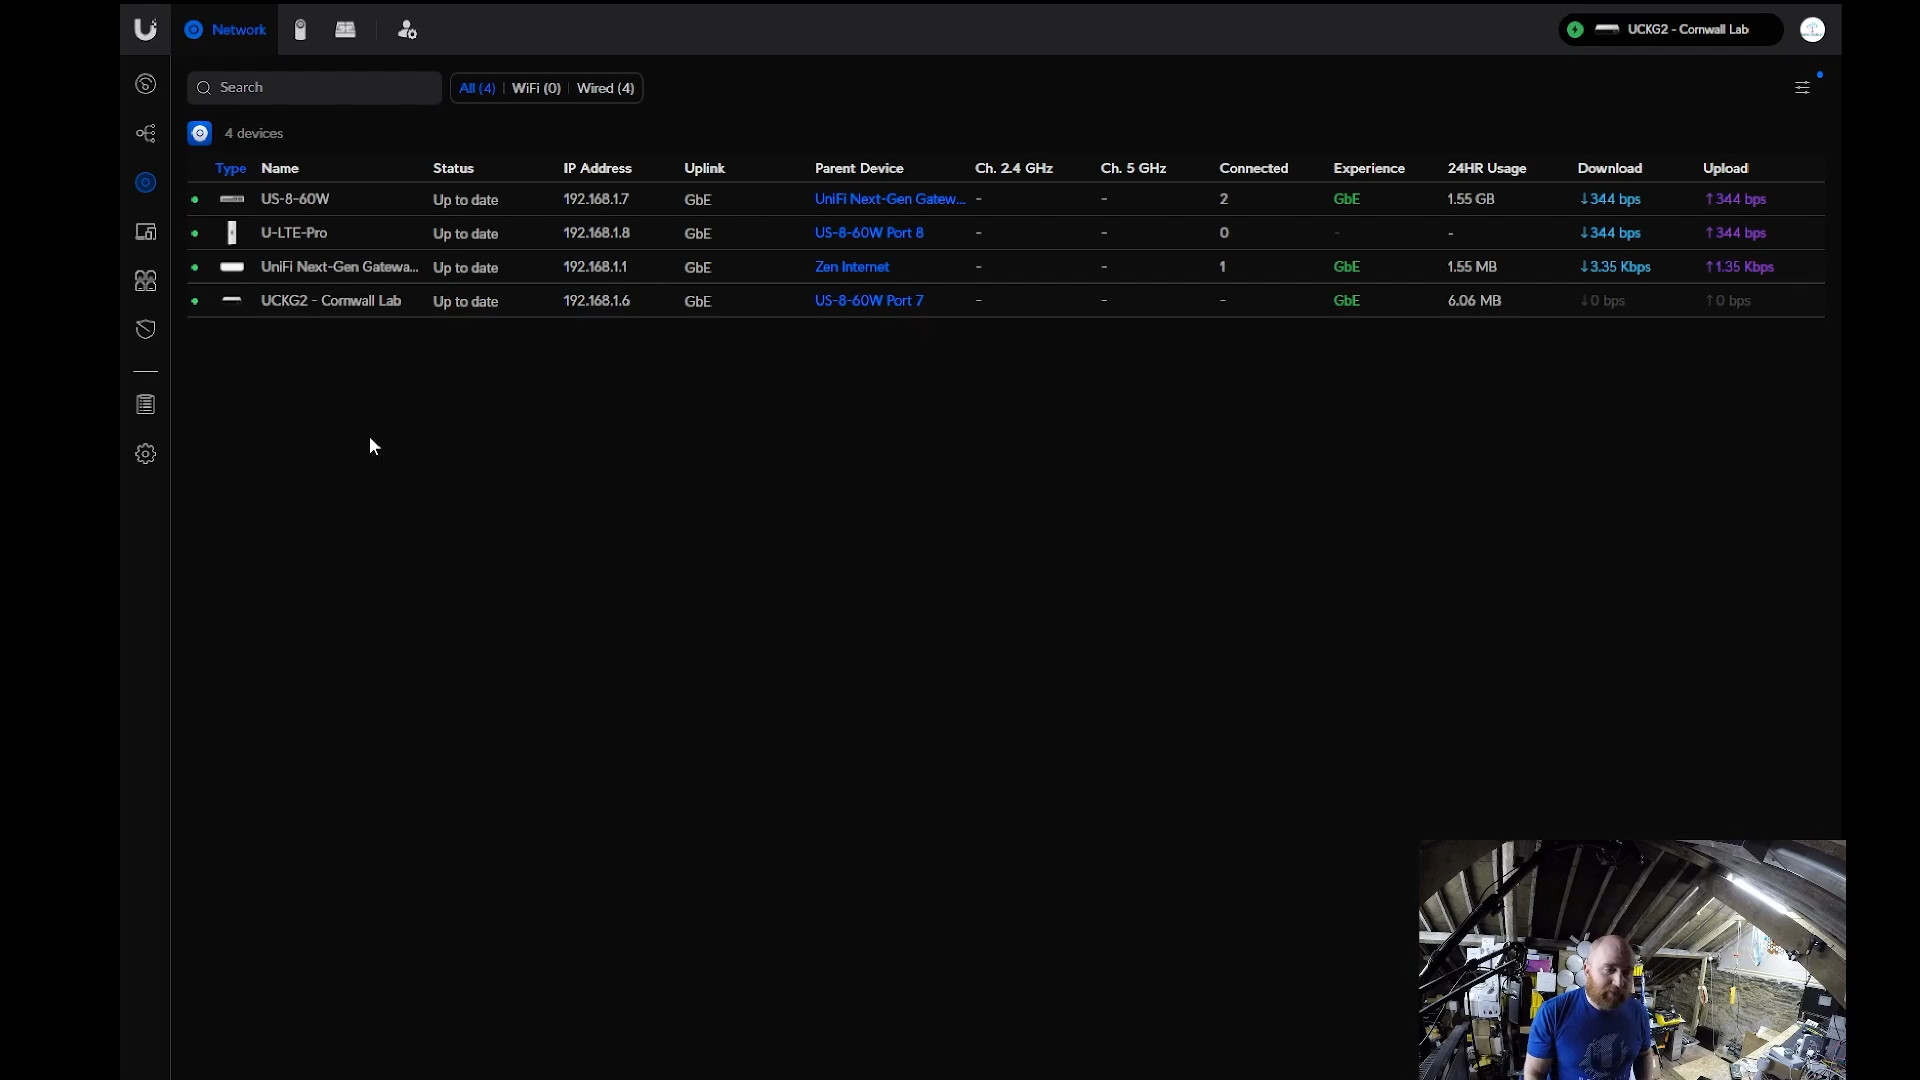 Network
UCKG2 - Cornwall Lab
Search
All (4) WiFi (0) Wired (4)
4 devices
Type Name Status IP Address Uplink Parent Device Ch. 2.4 GHz Ch. 5 GHz Connected Experience 24HR Usage Download Upload
US-8-60W Up to date 192.168.1.7 GbE UniFi Next-Gen Gatew... - - 2 GbE 1.55 GB ↓344 bps ↑344 bps
U-LTE-Pro Up to date 192.168.1.8 GbE US-8-60W Port 8 - - 0 - - ↓344 bps ↑344 bps
UniFi Next-Gen Gatewa... Up to date 192.168.1.1 GbE Zen Internet - - 1 GbE 1.55 MB ↓3.35 Kbps ↑1.35 Kbps
UCKG2 - Cornwall Lab Up to date 192.168.1.6 GbE US-8-60W Port 7 - - - GbE 6.06 MB ↓0 bps ↑0 bps